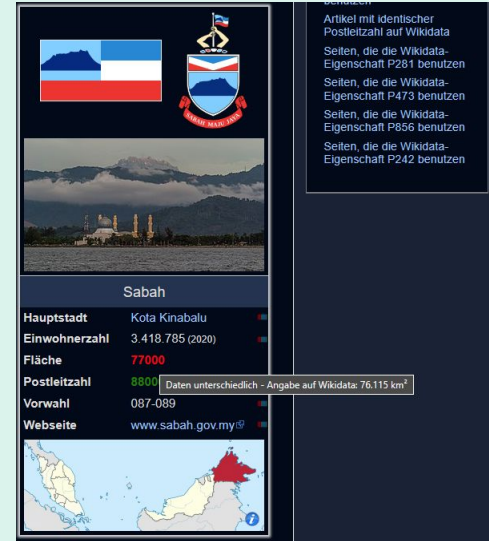 SABAH MAJU JAYA
Sabah
Hauptstadt Kota Kinabalu
Einwohnerzahl 3.418.785 (2020)
Fläche 77000
Postleitzahl 8800
Daten unterschiedlich - Angabe auf Wikidata: 76.115 km²
Vorwahl 087-089
Webseite www.sabah.gov.my
i
benutzen
Artikel mit identischer
Postleitzahl auf Wikidata
Seiten, die die Wikidata-
Eigenschaft P281 benutzen
Seiten, die die Wikidata-
Eigenschaft P473 benutzen
Seiten, die die Wikidata-
Eigenschaft P856 benutzen
Seiten, die die Wikidata-
Eigenschaft P242 benutzen